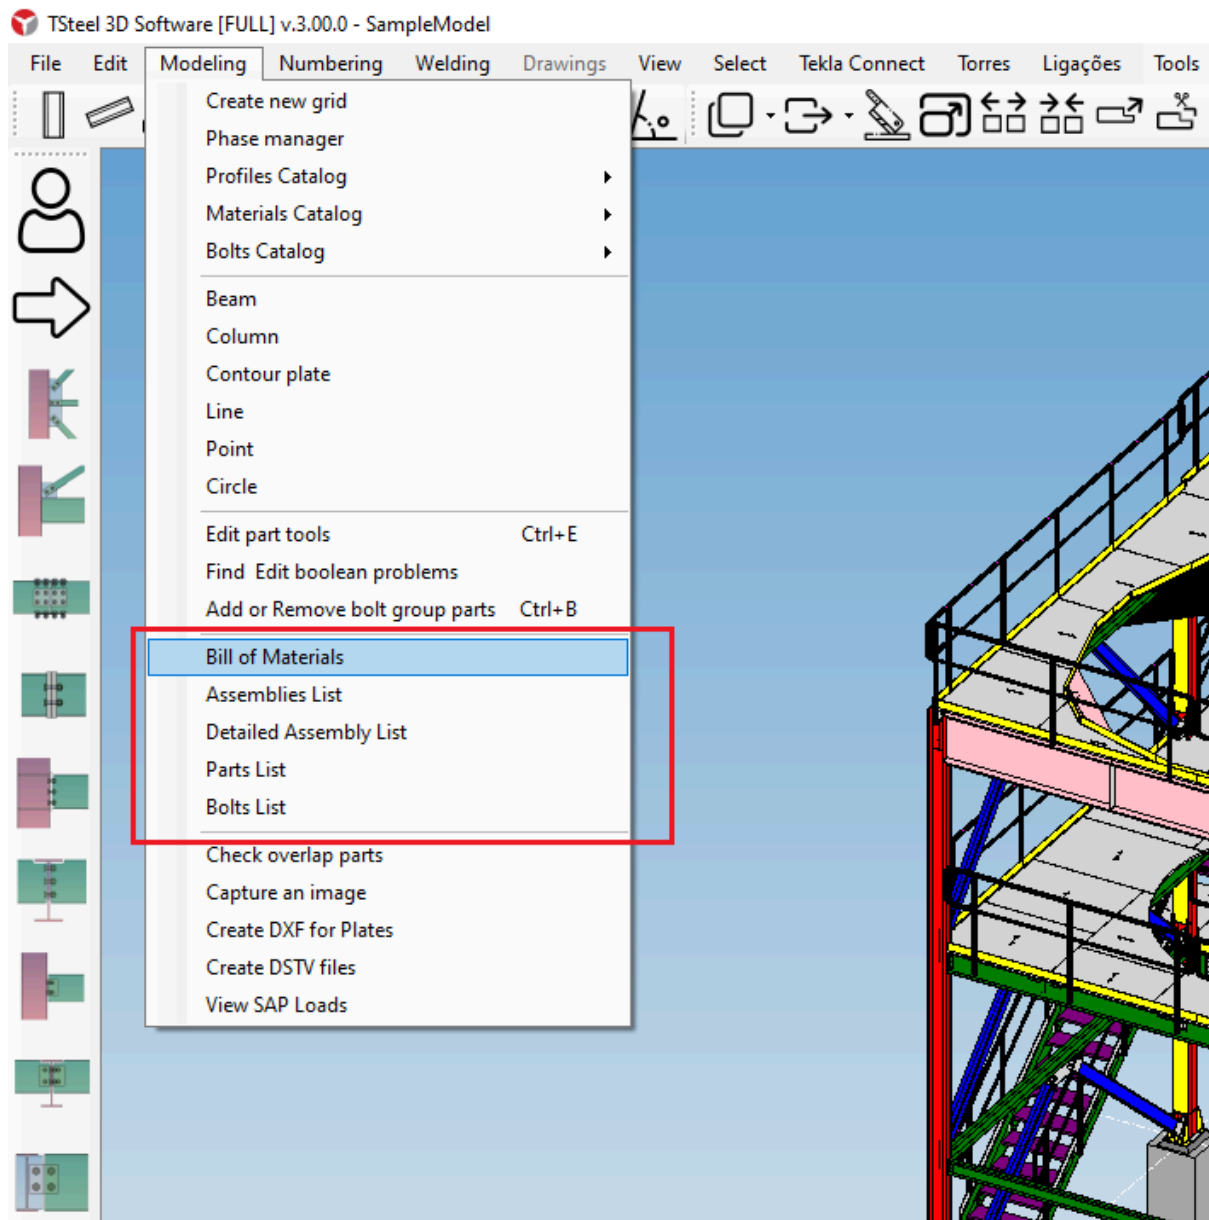 TSteel 3D Software [FULL] v.3.00.0 - SampleModel
File Edit Modeling Numbering Welding Drawings View Select Tekla Connect Torres Ligações Tools
Create new grid
Phase manager
Profiles Catalog
Materials Catalog
Bolts Catalog
Beam
Column
Contour plate
Line
Point
Circle
Edit part tools Ctrl+E
Find Edit boolean problems
Add or Remove bolt group parts Ctrl+B
Bill of Materials
Assemblies List
Detailed Assembly List
Parts List
Bolts List
Check overlap parts
Capture an image
Create DXF for Plates
Create DSTV files
View SAP Loads